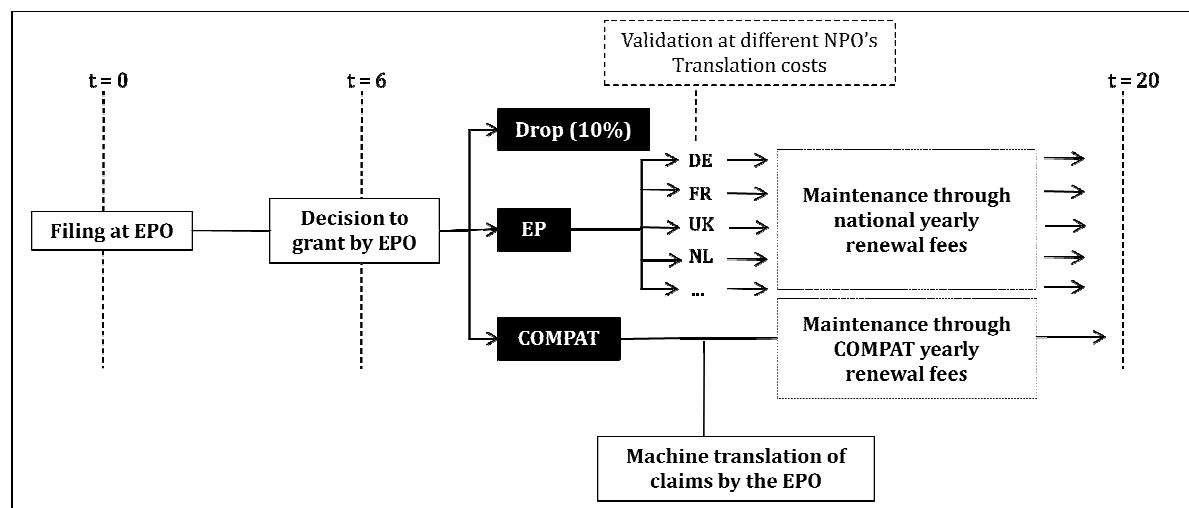 Validation at different NPO's
Translation costs
t = 0
t = 6
t = 20
Drop (10%)
DE
FR
UK
NL
...
Filing at EPO
Decision to
grant by EPO
EP
Maintenance through
national yearly
renewal fees
COMPAT
Maintenance through
COMPAT yearly
renewal fees
Machine translation of
claims by the EPO